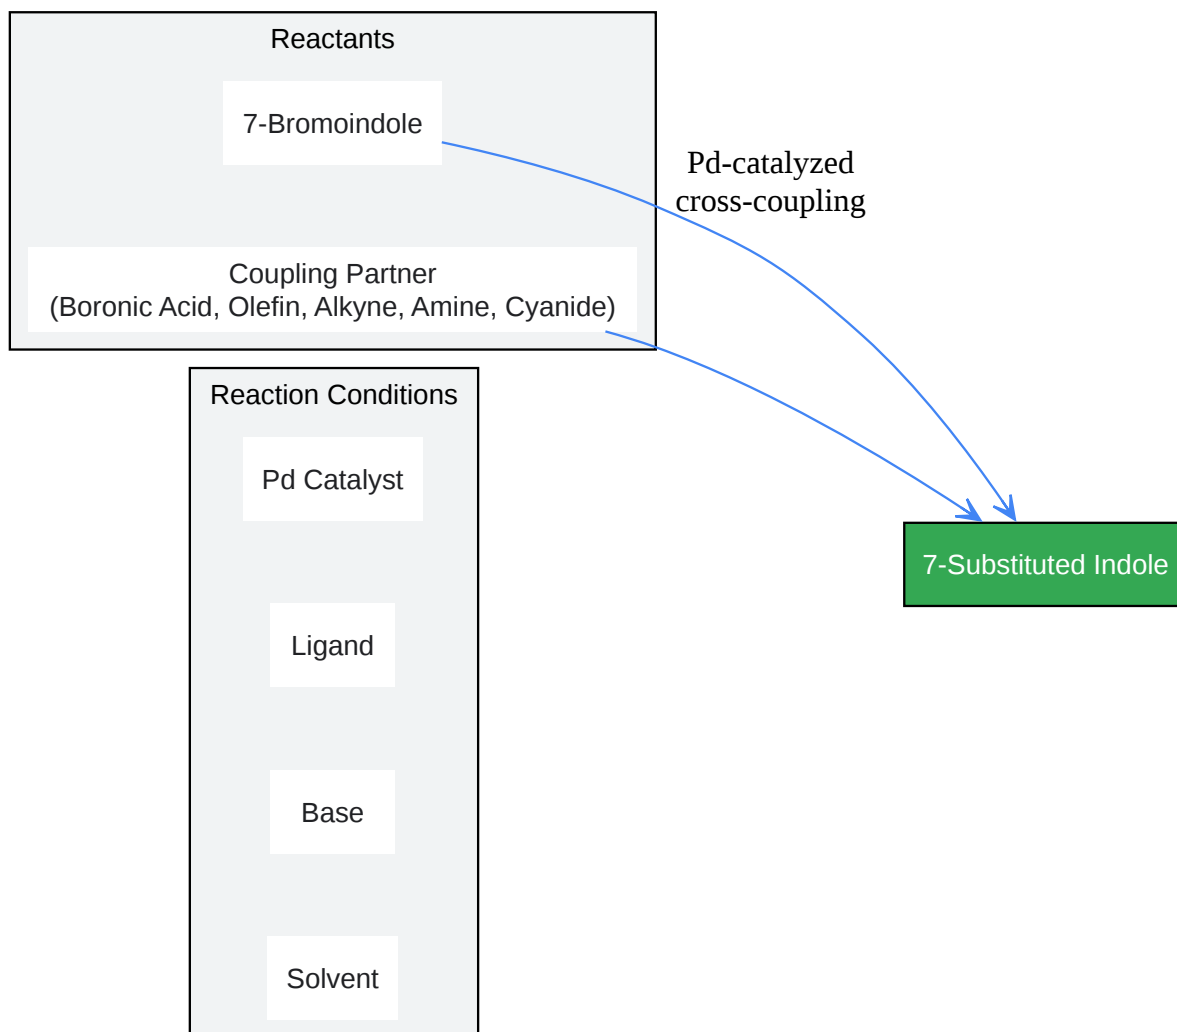 Reactants
7-Bromoindole
Pd-catalyzed
cross-coupling
Coupling Partner
(Boronic Acid, Olefin, Alkyne, Amine, Cyanide)
Reaction Conditions
Pd Catalyst
7-Substituted Indole
Ligand
Base
Solvent